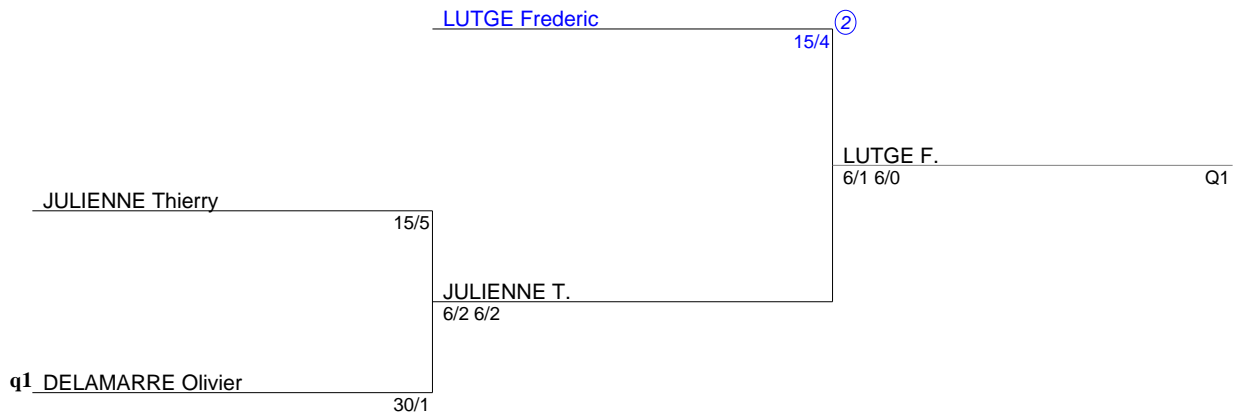 LUTGE Frederic
2
15/4
LUTGE F.
6/1 6/0
Q1
JULIENNE Thierry
15/5
JULIENNE T.
6/2 6/2
q1 DELAMARRE Olivier
30/1